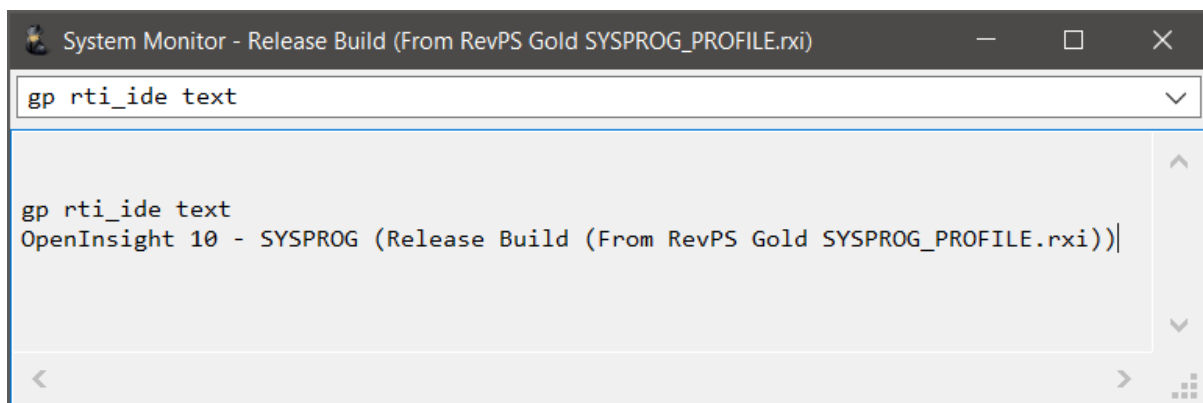 System Monitor - Release Build (From RevPS Gold SYSPROG_PROFILE.rxi)
gp rti_ide text
gp rti_ide text
OpenInsight 10 - SYSPROG (Release Build (From RevPS Gold SYSPROG_PROFILE.rxi))